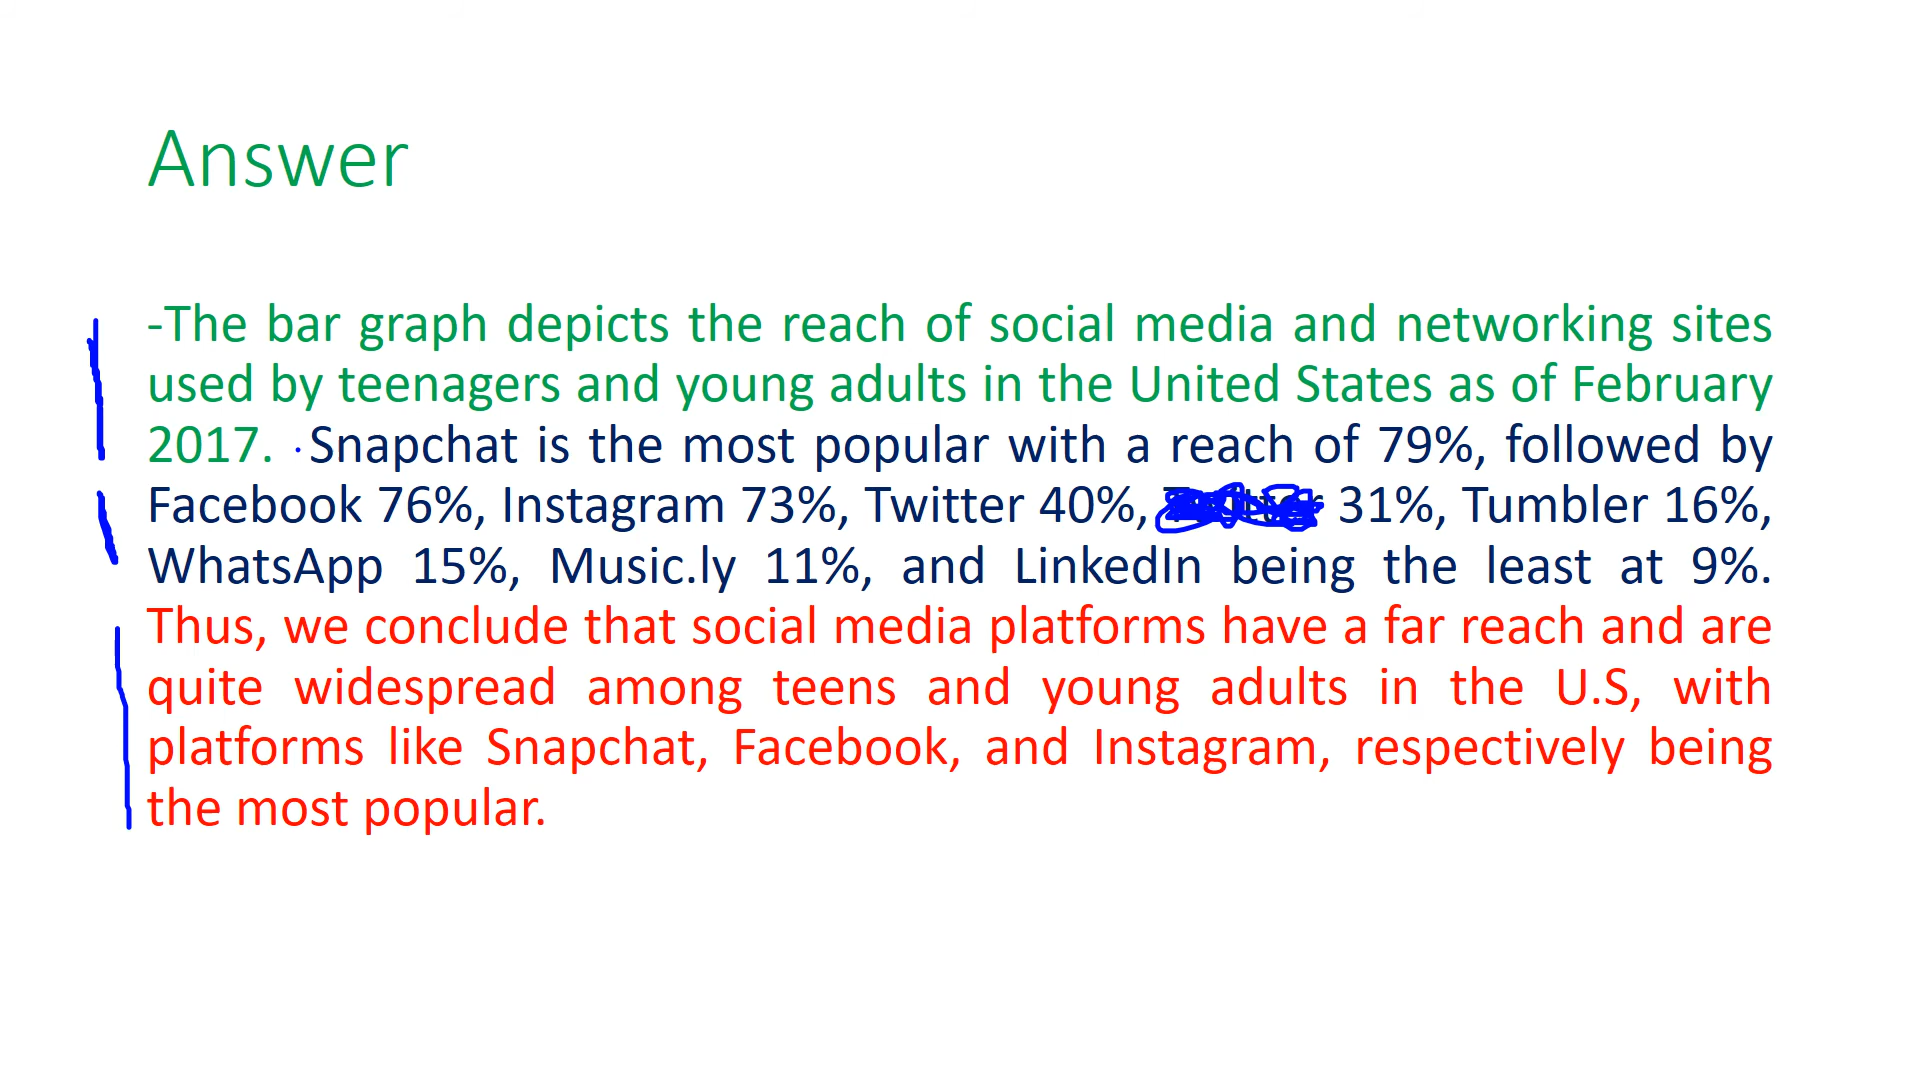 Answer
-The bar graph depicts the reach of social media and networking sites
used by teenagers and young adults in the United States as of February
2017. Snapchat is the most popular with a reach of 79%, followed by
Facebook 76%, Instagram 73%, Twitter 40%, 31%, Tumbler 16%,
WhatsApp 15%, Music.ly 11%, and LinkedIn being the least at 9%.
Thus, we conclude that social media platforms have a far reach and are
quite widespread among teens and young adults in the U.S, with
platforms like Snapchat, Facebook, and Instagram, respectively being
the most popular.